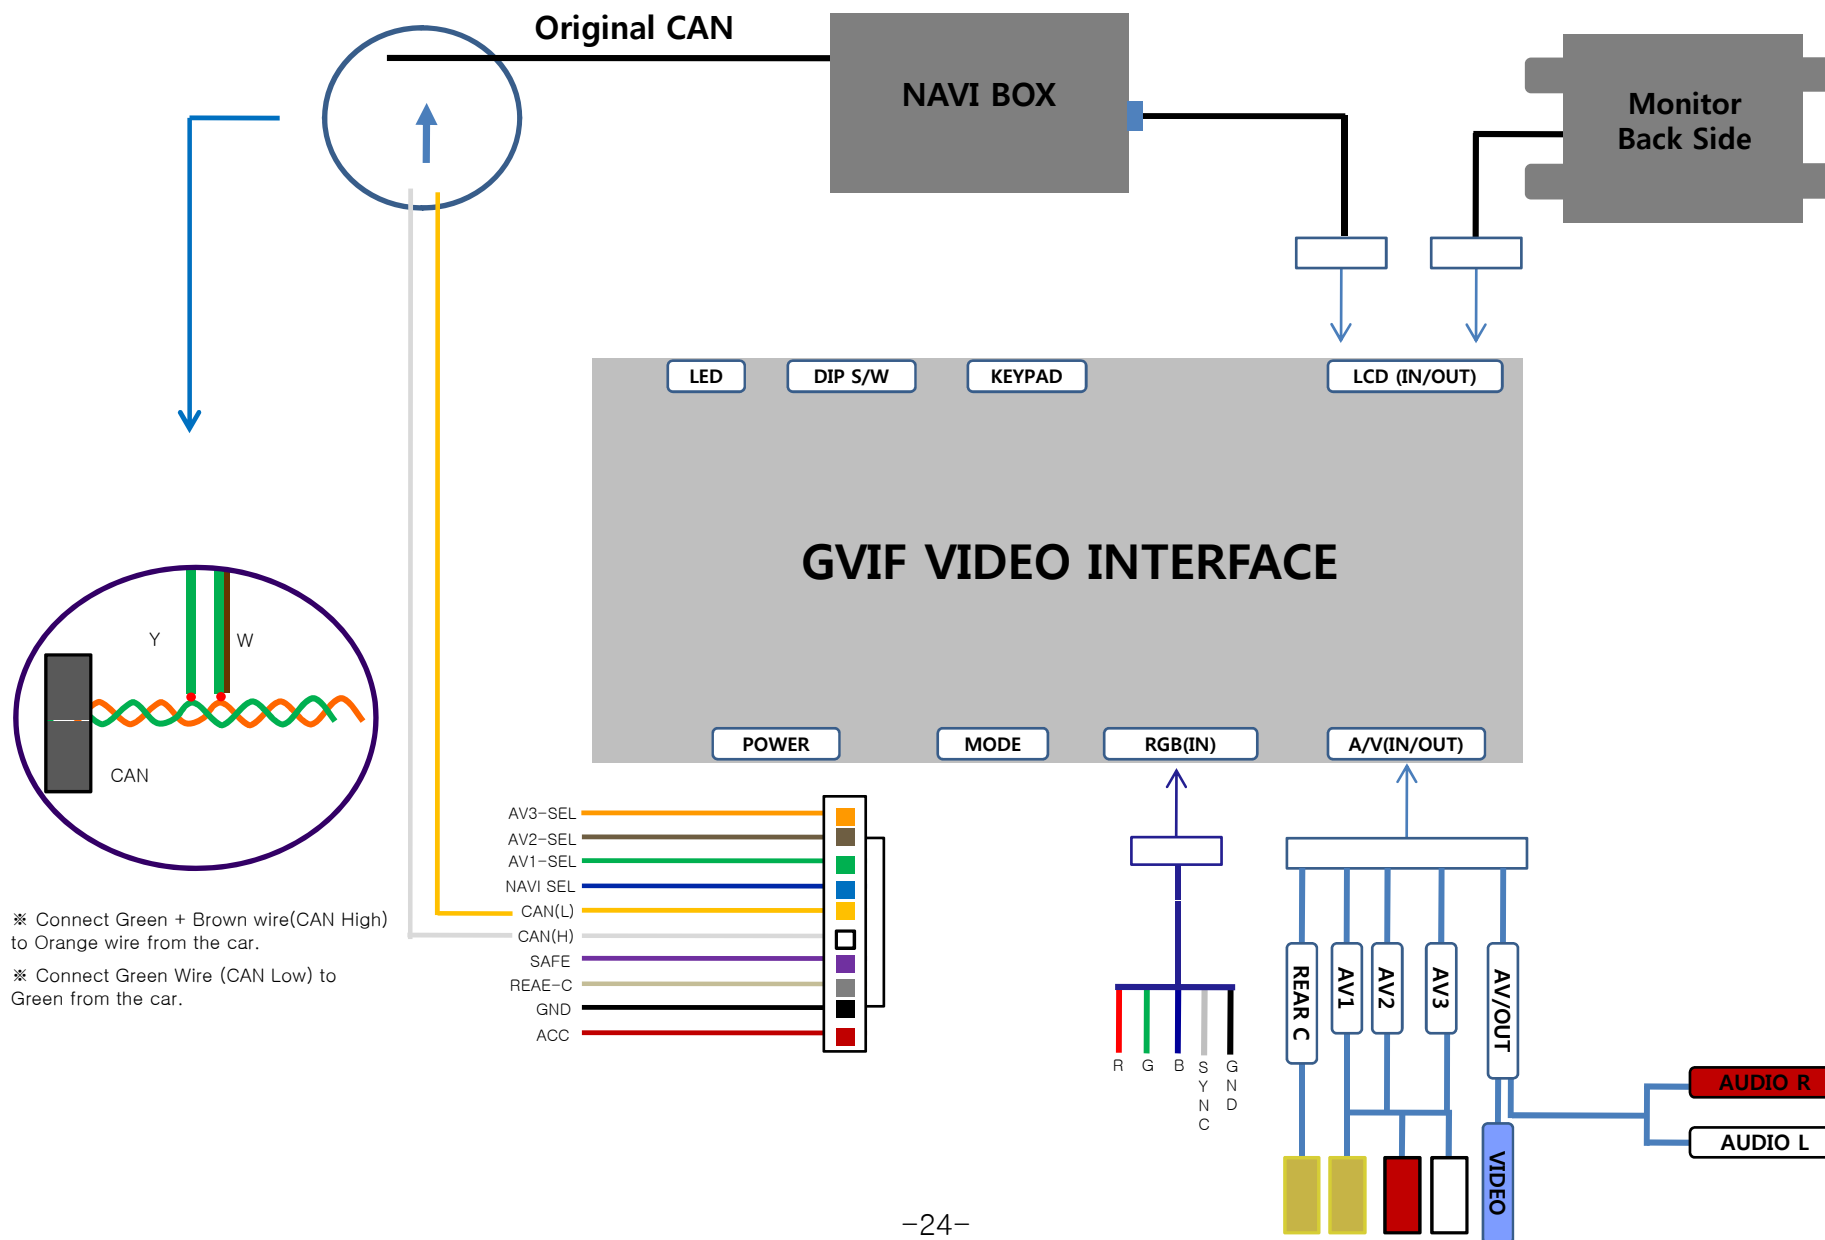 Original CAN
NAVI BOX
Monitor
Back Side
LED
DIP S/W
KEYPAD
LCD (IN/OUT)
GVIF VIDEO INTERFACE
Y
W
CAN
POWER
MODE
RGB(IN)
A/V(IN/OUT)
AV3-SEL
AV2-SEL
AV1-SEL
NAVI SEL
CAN(L)
CAN(H)
SAFE
REAE-C
GND
ACC
※ Connect Green + Brown wire(CAN High)
to Orange wire from the car.
※ Connect Green Wire (CAN Low) to
Green from the car.
R
G
B
SYNC
GND
REAR C
AV1
AV2
AV3
AV/OUT
AUDIO R
AUDIO L
VIDEO
-24-